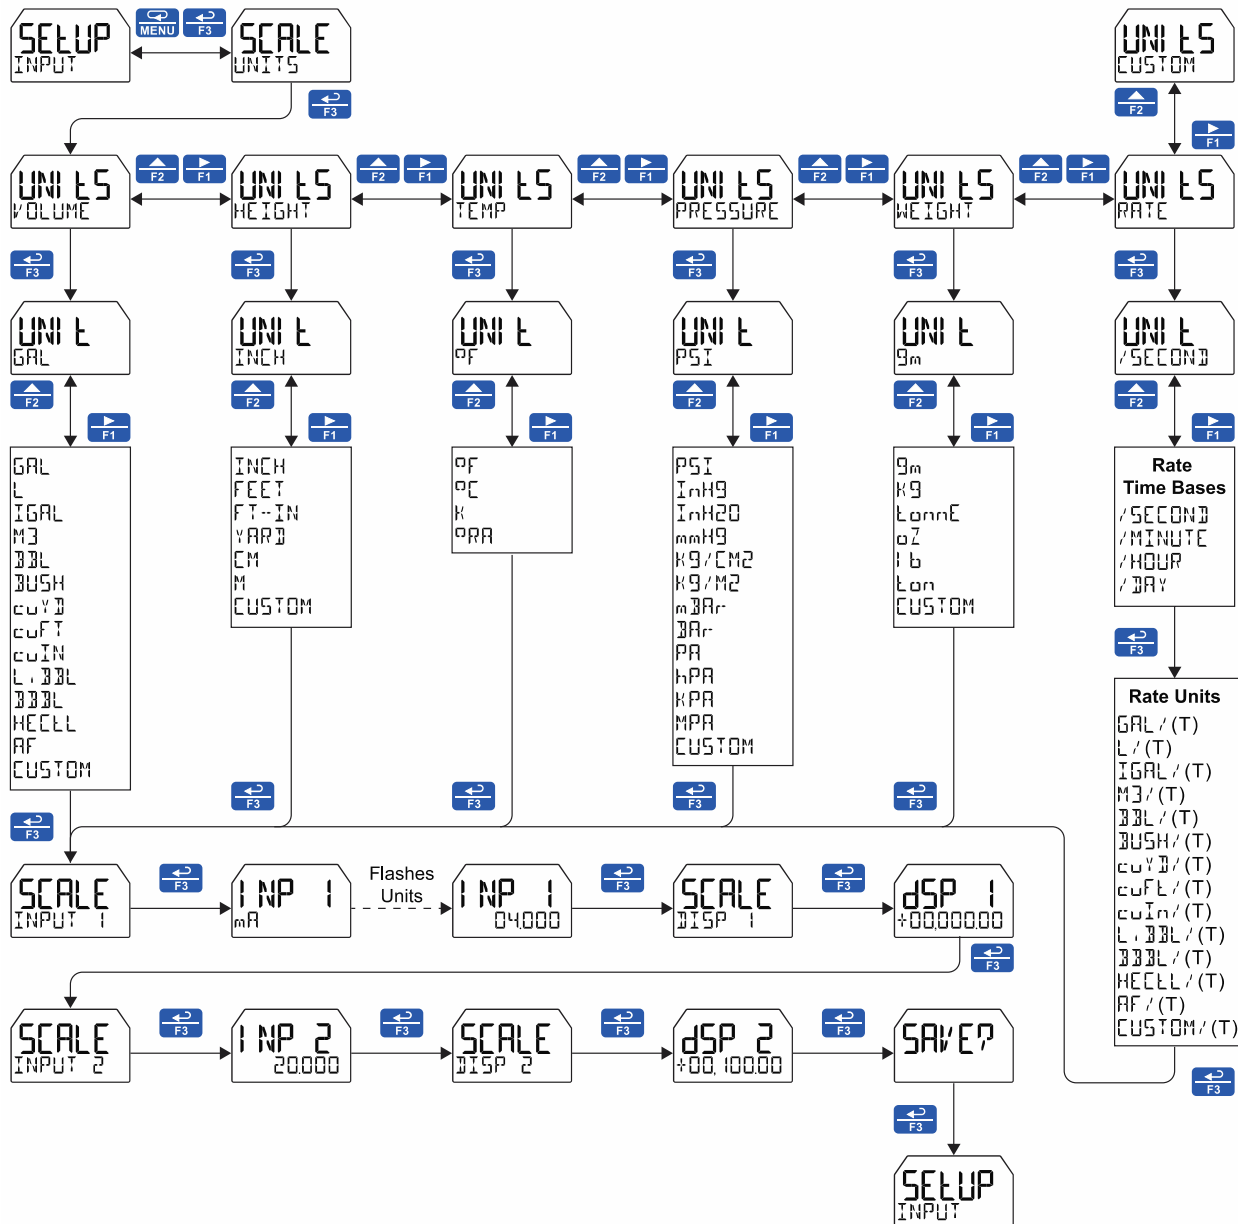 SEtUP
INPUT
MENU
F3
SCALE
UNITS
F3
UNItS
CUSTOM
F2
F1
UNItS
VOLUME
F2
F1
UNItS
HEIGHT
F2
F1
UNItS
TEMP
F2
F1
UNItS
PRESSURE
F2
F1
UNItS
WEIGHT
F2
F1
UNItS
RATE
F3
F3
F3
F3
F3
F3
UNIt
GAL
UNIt
INCH
UNIt
°F
UNIt
PSI
UNIt
gm
UNIt
/SECOND
F2
F1
F2
F1
F2
F1
F2
F1
F2
F1
F2
F1
GAL
L
IGAL
M3
BBL
BUSH
cuYD
cuFT
cuIN
LiBBL
BBBL
HECtL
AF
CUSTOM
INCH
FEET
FT-IN
YARD
CM
M
CUSTOM
°F
°C
K
°RA
PSI
InHg
InH2O
mmHg
Kg/CM2
Kg/M2
mBAr
BAr
PA
hPA
KPA
MPA
CUSTOM
gm
Kg
tonnE
oZ
lb
ton
CUSTOM
Rate
Time Bases
/SECOND
/MINUTE
/HOUR
/DAY
F3
Rate Units
GAL/(T)
L/(T)
IGAL/(T)
M3/(T)
BBL/(T)
BUSH/(T)
cuYD/(T)
cuFt/(T)
cuIn/(T)
LiBBL/(T)
BBBL/(T)
HECtL/(T)
AF/(T)
CUSTOM/(T)
F3
F3
F3
F3
F3
F3
SCALE
INPUT 1
F3
INP 1
mA
Flashes
Units
INP 1
04.000
F3
SCALE
DISP 1
F3
dSP 1
+00,000.00
F3
SCALE
INPUT 2
F3
INP 2
20.000
F3
SCALE
DISP 2
F3
dSP 2
+00,100.00
F3
SAVE?
F3
SEtUP
INPUT